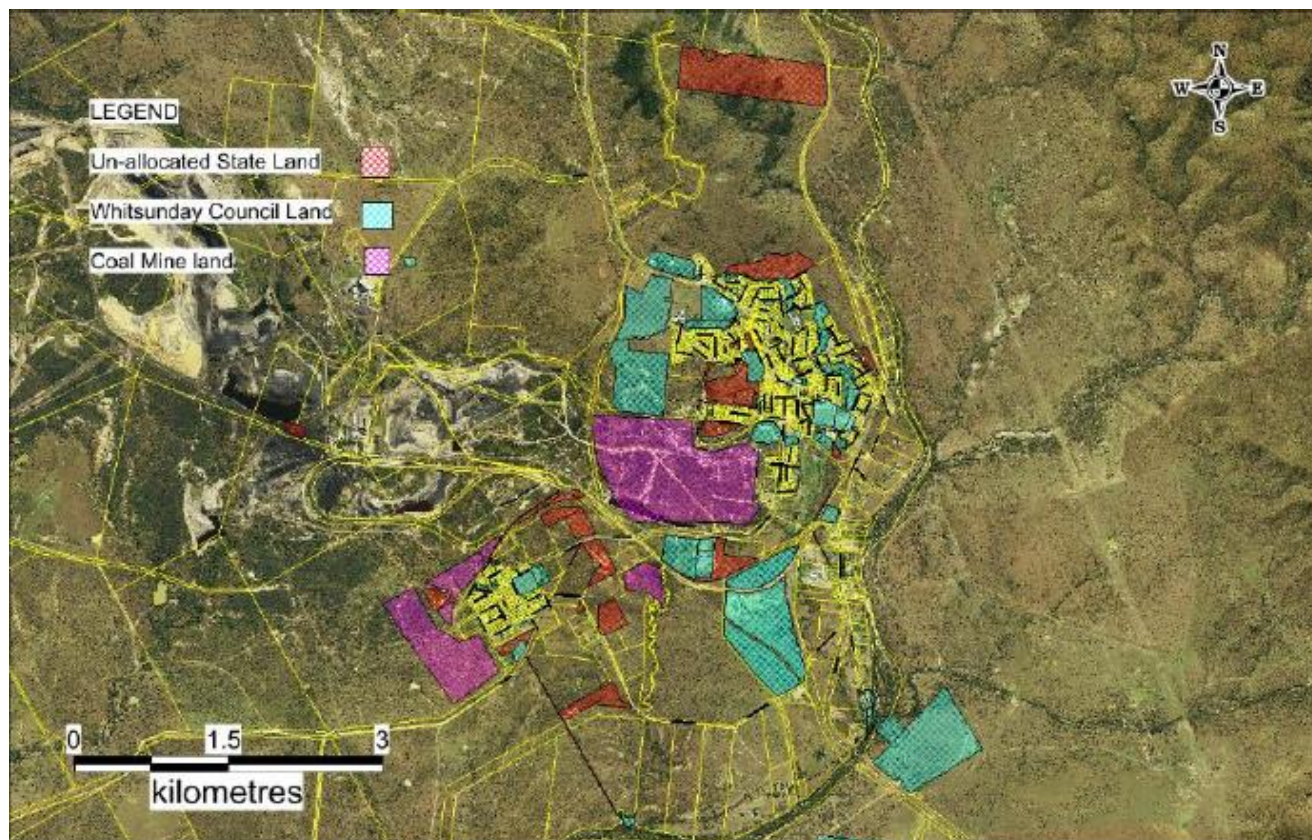 N
W E
S
LEGEND
Un-allocated State Land
Whitsunday Council Land
Coal Mine land
0 1.5 3
kilometres